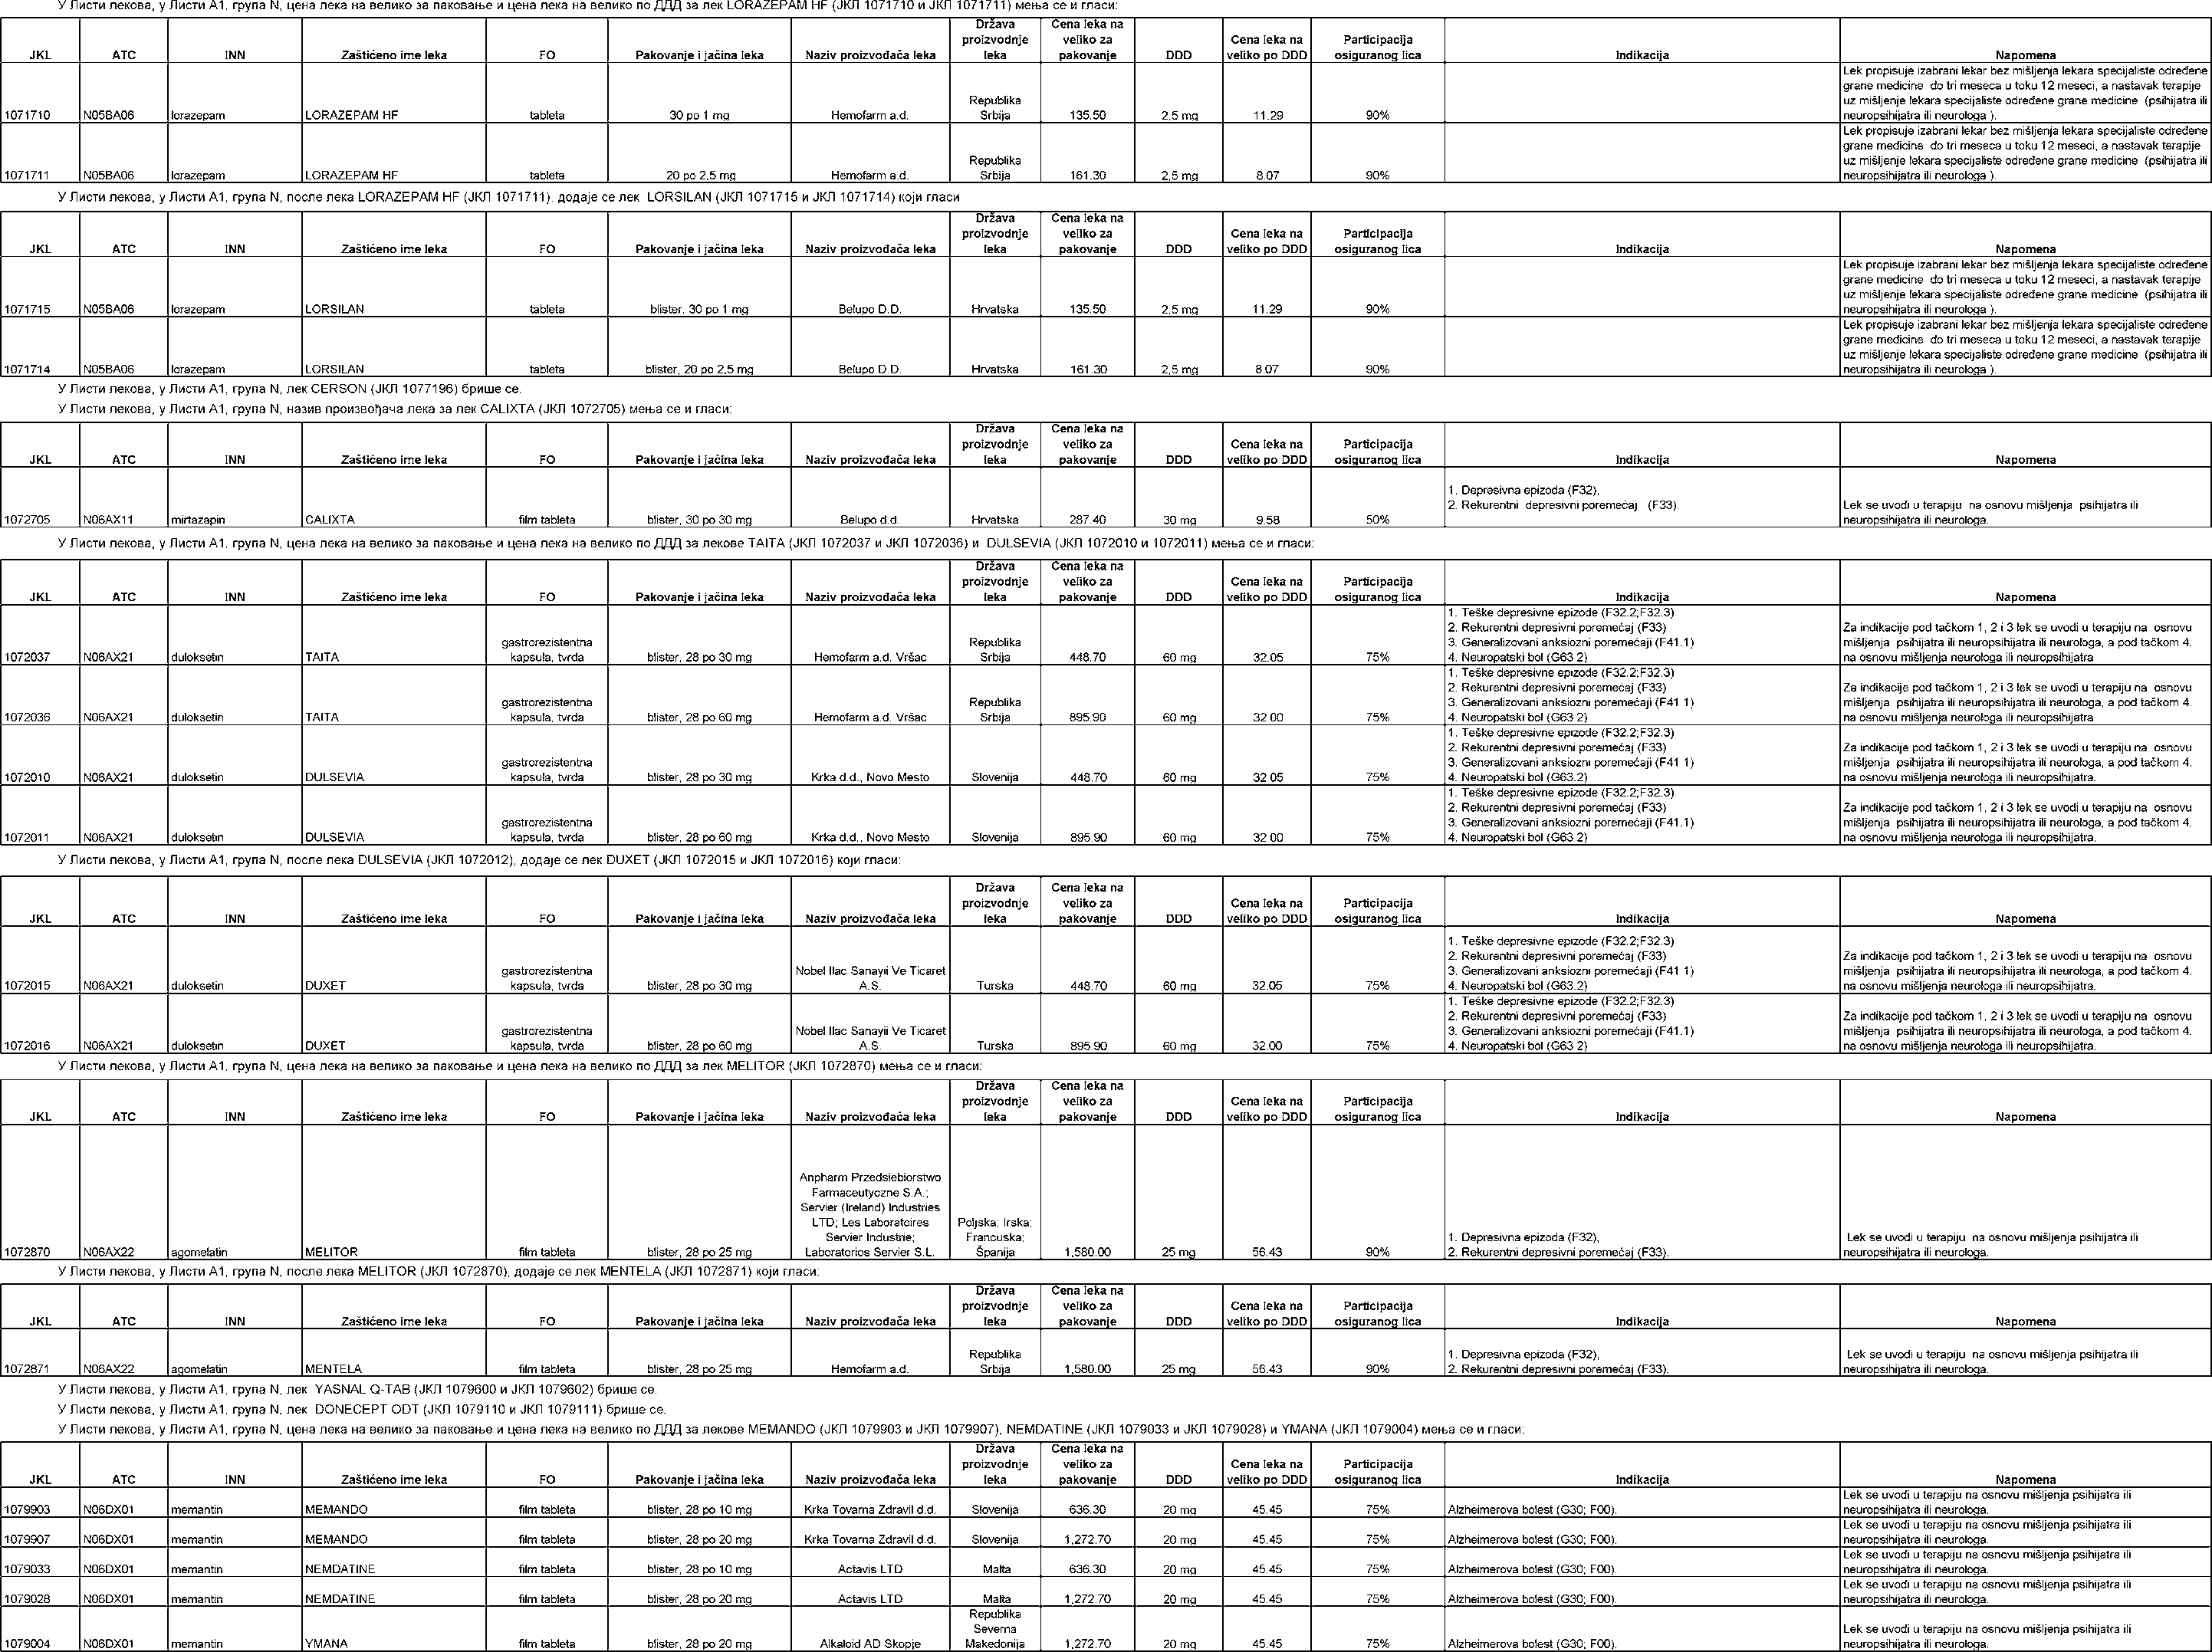 У Листи лекова, у Листи А1, група N, цена лека на велико за паковање и цена лека на велико по ДДД за лек LORAZEPAM HF (ЈКЛ 1071710 и ЈКЛ 1071711) мења се и гласи:
JKL ATC INN Zaštićeno ime leka FO Pakovanje i jačina leka Naziv proizvođača leka Država proizvodnje leka Cena leka na veliko za pakovanje DDD Cena leka na veliko po DDD Participacija osiguranog lica Indikacija Napomena
1071710 N05BA06 lorazepam LORAZEPAM HF tableta 30 po 1 mg Hemofarm a.d. Republika Srbija 135.50 2,5 mg 11.29 90% Lek propisuje izabrani lekar bez mišljenja lekara specijaliste određene grane medicine do tri meseca u toku 12 meseci, a nastavak terapije uz mišljenje lekara specijaliste određene grane medicine (psihijatra ili neuropsihijatra ili neurologa ).
1071711 N05BA06 lorazepam LORAZEPAM HF tableta 20 po 2,5 mg Hemofarm a.d. Republika Srbija 161.30 2,5 mg 8.07 90% Lek propisuje izabrani lekar bez mišljenja lekara specijaliste određene grane medicine do tri meseca u toku 12 meseci, a nastavak terapije uz mišljenje lekara specijaliste određene grane medicine (psihijatra ili neuropsihijatra ili neurologa ).
У Листи лекова, у Листи А1, група N, после лека LORAZEPAM HF (ЈКЛ 1071711). додаје се лек LORSILAN (ЈКЛ 1071715 и ЈКЛ 1071714) који гласи
JKL ATC INN Zaštićeno ime leka FO Pakovanje i jačina leka Naziv proizvođača leka Država proizvodnje leka Cena leka na veliko za pakovanje DDD Cena leka na veliko po DDD Participacija osiguranog lica Indikacija Napomena
1071715 N05BA06 lorazepam LORSILAN tableta blister, 30 po 1 mg Belupo D.D. Hrvatska 135.50 2,5 mg 11.29 90% Lek propisuje izabrani lekar bez mišljenja lekara specijaliste određene grane medicine do tri meseca u toku 12 meseci, a nastavak terapije uz mišljenje lekara specijaliste određene grane medicine (psihijatra ili neuropsihijatra ili neurologa ).
1071714 N05BA06 lorazepam LORSILAN tableta blister, 20 po 2,5 mg Belupo D.D. Hrvatska 161.30 2,5 mg 8.07 90% Lek propisuje izabrani lekar bez mišljenja lekara specijaliste određene grane medicine do tri meseca u toku 12 meseci, a nastavak terapije uz mišljenje lekara specijaliste određene grane medicine (psihijatra ili neuropsihijatra ili neurologa ).
У Листи лекова, у Листи А1, група N, лек CERSON (ЈКЛ 1077196) брише се.
У Листи лекова, у Листи А1, група N, назив произвођача лека за лек CALIXTA (ЈКЛ 1072705) мења се и гласи:
JKL ATC INN Zaštićeno ime leka FO Pakovanje i jačina leka Naziv proizvođača leka Država proizvodnje leka Cena leka na veliko za pakovanje DDD Cena leka na veliko po DDD Participacija osiguranog lica Indikacija Napomena
1072705 N06AX11 mirtazapin CALIXTA film tableta blister, 30 po 30 mg Belupo d.d. Hrvatska 287.40 30 mg 9.58 50% 1. Depresivna epizoda (F32), 2. Rekurentni depresivni poremećaj (F33). Lek se uvodi u terapiju na osnovu mišljenja psihijatra ili neuropsihijatra ili neurologa.
У Листи лекова, у Листи А1, група N, цена лека на велико за паковање и цена лека на велико по ДДД за лекове TAITA (ЈКЛ 1072037 и ЈКЛ 1072036) и DULSEVIA (ЈКЛ 1072010 и 1072011) мења се и гласи:
JKL ATC INN Zaštićeno ime leka FO Pakovanje i jačina leka Naziv proizvođača leka Država proizvodnje leka Cena leka na veliko za pakovanje DDD Cena leka na veliko po DDD Participacija osiguranog lica Indikacija Napomena
1072037 N06AX21 duloksetin TAITA gastrorezistentna kapsula, tvrda blister, 28 po 30 mg Hemofarm a.d. Vršac Republika Srbija 448.70 60 mg 32.05 75% 1. Teške depresivne epizode (F32.2;F32.3) 2. Rekurentni depresivni poremećaj (F33) 3. Generalizovani anksiozni poremećaji (F41.1) 4. Neuropatski bol (G63.2) Za indikacije pod tačkom 1, 2 i 3 lek se uvodi u terapiju na osnovu mišljenja psihijatra ili neuropsihijatra ili neurologa, a pod tačkom 4. na osnovu mišljenja neurologa ili neuropsihijatra
1072036 N06AX21 duloksetin TAITA gastrorezistentna kapsula, tvrda blister, 28 po 60 mg Hemofarm a.d. Vršac Republika Srbija 895.90 60 mg 32.00 75% 1. Teške depresivne epizode (F32.2;F32.3) 2. Rekurentni depresivni poremećaj (F33) 3. Generalizovani anksiozni poremećaji (F41.1) 4. Neuropatski bol (G63.2) Za indikacije pod tačkom 1, 2 i 3 lek se uvodi u terapiju na osnovu mišljenja psihijatra ili neuropsihijatra ili neurologa, a pod tačkom 4. na osnovu mišljenja neurologa ili neuropsihijatra
1072010 N06AX21 duloksetin DULSEVIA gastrorezistentna kapsula, tvrda blister, 28 po 30 mg Krka d.d., Novo Mesto Slovenija 448.70 60 mg 32.05 75% 1. Teške depresivne epizode (F32.2;F32.3) 2. Rekurentni depresivni poremećaj (F33) 3. Generalizovani anksiozni poremećaji (F41.1) 4. Neuropatski bol (G63.2) Za indikacije pod tačkom 1, 2 i 3 lek se uvodi u terapiju na osnovu mišljenja psihijatra ili neuropsihijatra ili neurologa, a pod tačkom 4. na osnovu mišljenja neurologa ili neuropsihijatra.
1072011 N06AX21 duloksetin DULSEVIA gastrorezistentna kapsula, tvrda blister, 28 po 60 mg Krka d.d., Novo Mesto Slovenija 895.90 60 mg 32.00 75% 1. Teške depresivne epizode (F32.2;F32.3) 2. Rekurentni depresivni poremećaj (F33) 3. Generalizovani anksiozni poremećaji (F41.1) 4. Neuropatski bol (G63.2) Za indikacije pod tačkom 1, 2 i 3 lek se uvodi u terapiju na osnovu mišljenja psihijatra ili neuropsihijatra ili neurologa, a pod tačkom 4. na osnovu mišljenja neurologa ili neuropsihijatra.
У Листи лекова, у Листи А1, група N, после лека DULSEVIA (ЈКЛ 1072012), додаје се лек DUXET (ЈКЛ 1072015 и ЈКЛ 1072016) који гласи:
JKL ATC INN Zaštićeno ime leka FO Pakovanje i jačina leka Naziv proizvođača leka Država proizvodnje leka Cena leka na veliko za pakovanje DDD Cena leka na veliko po DDD Participacija osiguranog lica Indikacija Napomena
1072015 N06AX21 duloksetin DUXET gastrorezistentna kapsula, tvrda blister, 28 po 30 mg Nobel Ilac Sanayii Ve Ticaret A.S. Turska 448.70 60 mg 32.05 75% 1. Teške depresivne epizode (F32.2;F32.3) 2. Rekurentni depresivni poremećaj (F33) 3. Generalizovani anksiozni poremećaji (F41.1) 4. Neuropatski bol (G63.2) Za indikacije pod tačkom 1, 2 i 3 lek se uvodi u terapiju na osnovu mišljenja psihijatra ili neuropsihijatra ili neurologa, a pod tačkom 4. na osnovu mišljenja neurologa ili neuropsihijatra.
1072016 N06AX21 duloksetin DUXET gastrorezistentna kapsula, tvrda blister, 28 po 60 mg Nobel Ilac Sanayii Ve Ticaret A.S. Turska 895.90 60 mg 32.00 75% 1. Teške depresivne epizode (F32.2;F32.3) 2. Rekurentni depresivni poremećaj (F33) 3. Generalizovani anksiozni poremećaji (F41.1) 4. Neuropatski bol (G63.2) Za indikacije pod tačkom 1, 2 i 3 lek se uvodi u terapiju na osnovu mišljenja psihijatra ili neuropsihijatra ili neurologa, a pod tačkom 4. na osnovu mišljenja neurologa ili neuropsihijatra.
У Листи лекова, у Листи А1, група N, цена лека на велико за паковање и цена лека на велико по ДДД за лек MELITOR (ЈКЛ 1072870) мења се и гласи:
JKL ATC INN Zaštićeno ime leka FO Pakovanje i jačina leka Naziv proizvođača leka Država proizvodnje leka Cena leka na veliko za pakovanje DDD Cena leka na veliko po DDD Participacija osiguranog lica Indikacija Napomena
1072870 N06AX22 agomelatin MELITOR film tableta blister, 28 po 25 mg Anpharm Przedsiebiorstwo Farmaceutyczne S.A.; Servier (Ireland) Industries LTD; Les Laboratoires Servier Industrie; Laboratorios Servier S.L. Poljska; Irska; Francuska; Španija 1,580.00 25 mg 56.43 90% 1. Depresivna epizoda (F32), 2. Rekurentni depresivni poremećaj (F33). Lek se uvodi u terapiju na osnovu mišljenja psihijatra ili neuropsihijatra ili neurologa.
У Листи лекова, у Листи А1, група N, после лека MELITOR (ЈКЛ 1072870), додаје се лек MENTELA (ЈКЛ 1072871) који гласи:
JKL ATC INN Zaštićeno ime leka FO Pakovanje i jačina leka Naziv proizvođača leka Država proizvodnje leka Cena leka na veliko za pakovanje DDD Cena leka na veliko po DDD Participacija osiguranog lica Indikacija Napomena
1072871 N06AX22 agomelatin MENTELA film tableta blister, 28 po 25 mg Hemofarm a.d. Republika Srbija 1,580.00 25 mg 56.43 90% 1. Depresivna epizoda (F32), 2. Rekurentni depresivni poremećaj (F33). Lek se uvodi u terapiju na osnovu mišljenja psihijatra ili neuropsihijatra ili neurologa.
У Листи лекова, у Листи А1, група N, лек YASNAL Q-TAB (ЈКЛ 1079600 и ЈКЛ 1079602) брише се.
У Листи лекова, у Листи А1, група N, лек DONECEPT ODT (ЈКЛ 1079110 и ЈКЛ 1079111) брише се.
У Листи лекова, у Листи А1, група N, цена лека на велико за паковање и цена лека на велико по ДДД за лекове MEMANDO (ЈКЛ 1079903 и ЈКЛ 1079907), NEMDATINE (ЈКЛ 1079033 и ЈКЛ 1079028) и YMANA (ЈКЛ 1079004) мења се и гласи:
JKL ATC INN Zaštićeno ime leka FO Pakovanje i jačina leka Naziv proizvođača leka Država proizvodnje leka Cena leka na veliko za pakovanje DDD Cena leka na veliko po DDD Participacija osiguranog lica Indikacija Napomena
1079903 N06DX01 memantin MEMANDO film tableta blister, 28 po 10 mg Krka Tovarna Zdravil d.d. Slovenija 636.30 20 mg 45.45 75% Alzheimerova bolest (G30; F00). Lek se uvodi u terapiju na osnovu mišljenja psihijatra ili neuropsihijatra ili neurologa.
1079907 N06DX01 memantin MEMANDO film tableta blister, 28 po 20 mg Krka Tovarna Zdravil d.d. Slovenija 1,272.70 20 mg 45.45 75% Alzheimerova bolest (G30; F00). Lek se uvodi u terapiju na osnovu mišljenja psihijatra ili neuropsihijatra ili neurologa.
1079033 N06DX01 memantin NEMDATINE film tableta blister, 28 po 10 mg Actavis LTD Malta 636.30 20 mg 45.45 75% Alzheimerova bolest (G30; F00). Lek se uvodi u terapiju na osnovu mišljenja psihijatra ili neuropsihijatra ili neurologa.
1079028 N06DX01 memantin NEMDATINE film tableta blister, 28 po 20 mg Actavis LTD Malta 1,272.70 20 mg 45.45 75% Alzheimerova bolest (G30; F00). Lek se uvodi u terapiju na osnovu mišljenja psihijatra ili neuropsihijatra ili neurologa.
1079004 N06DX01 memantin YMANA film tableta blister, 28 po 20 mg Alkaloid AD Skopje Republika Severna Makedonija 1,272.70 20 mg 45.45 75% Alzheimerova bolest (G30; F00). Lek se uvodi u terapiju na osnovu mišljenja psihijatra ili neuropsihijatra ili neurologa.